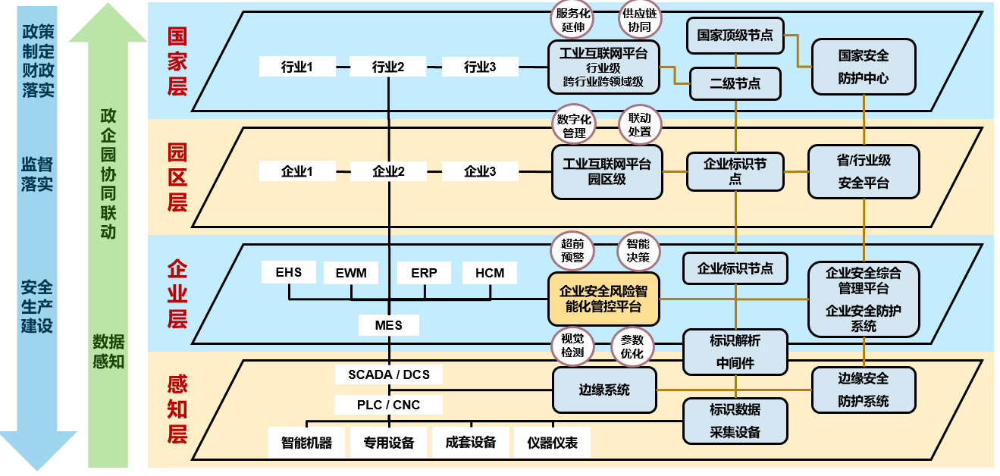 政策
制定
财政
落实
监督
落实
安全
生产
建设
政
企
园
协
同
联
动
数据
感知
国
家
层
行业1
行业2
行业3
服务化
延伸
供应链
协同
工业互联网平台
行业级
跨行业跨领域级
国家顶级节点
二级节点
国家安全
防护中心
园
区
层
企业1
企业2
企业3
数字化
管理
联动
处置
工业互联网平台
园区级
企业标识节
点
省/行业级
安全平台
企
业
层
EHS
EWM
ERP
HCM
MES
超前
预警
智能
决策
企业安全风险智
能化管控平台
企业标识节点
企业安全综合
管理平台
企业安全防护
系统
感
知
层
SCADA / DCS
PLC / CNC
智能机器
专用设备
成套设备
仪器仪表
视觉
检测
参数
优化
边缘系统
标识解析
中间件
标识数据
采集设备
边缘安全
防护系统